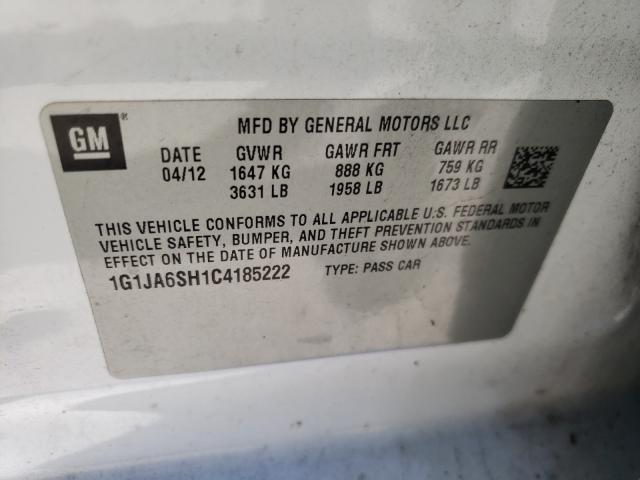 GM®
MFD BY GENERAL MOTORS LLC
DATE GVWR GAWR FRT GAWR RR
04/12 1647 KG 888 KG 759 KG
3631 LB 1958 LB 1673 LB
THIS VEHICLE CONFORMS TO ALL APPLICABLE U.S. FEDERAL MOTOR
VEHICLE SAFETY, BUMPER, AND THEFT PREVENTION STANDARDS IN
EFFECT ON THE DATE OF MANUFACTURE SHOWN ABOVE.
1G1JA6SH1C4185222 TYPE: PASS CAR